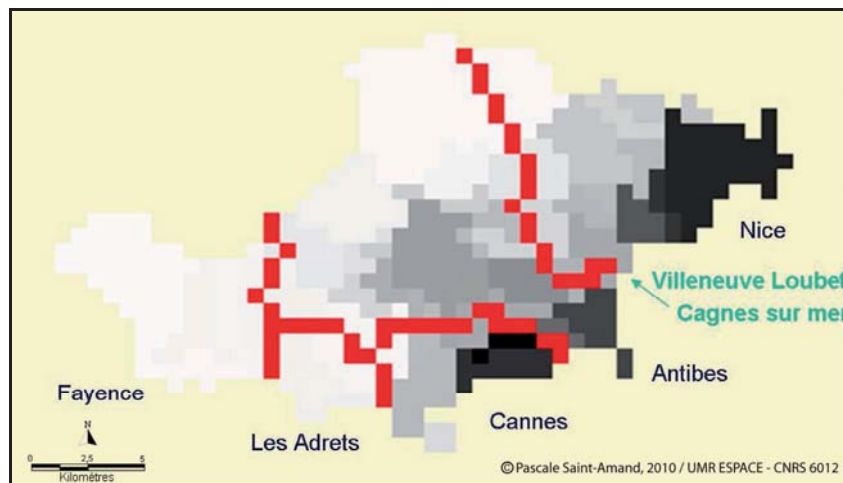 Nice
Villeneuve Loubet
Cagnes sur mer
Antibes
Fayence
Cannes
Les Adrets
N
0 2,5 5
Kilomètres
©Pascale Saint-Amand, 2010 / UMR ESPACE - CNRS 6012